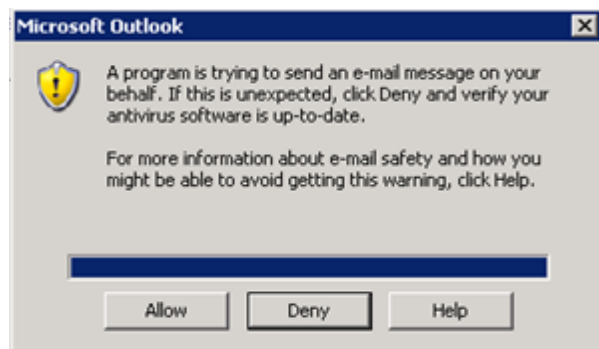 Microsoft Outlook
A program is trying to send an e-mail message on your
behalf. If this is unexpected, click Deny and verify your
antivirus software is up-to-date.
For more information about e-mail safety and how you
might be able to avoid getting this warning, click Help.
Allow Deny Help